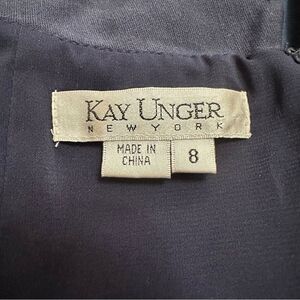 KAY UNGER
NEW YORK
MADE IN
CHINA
8